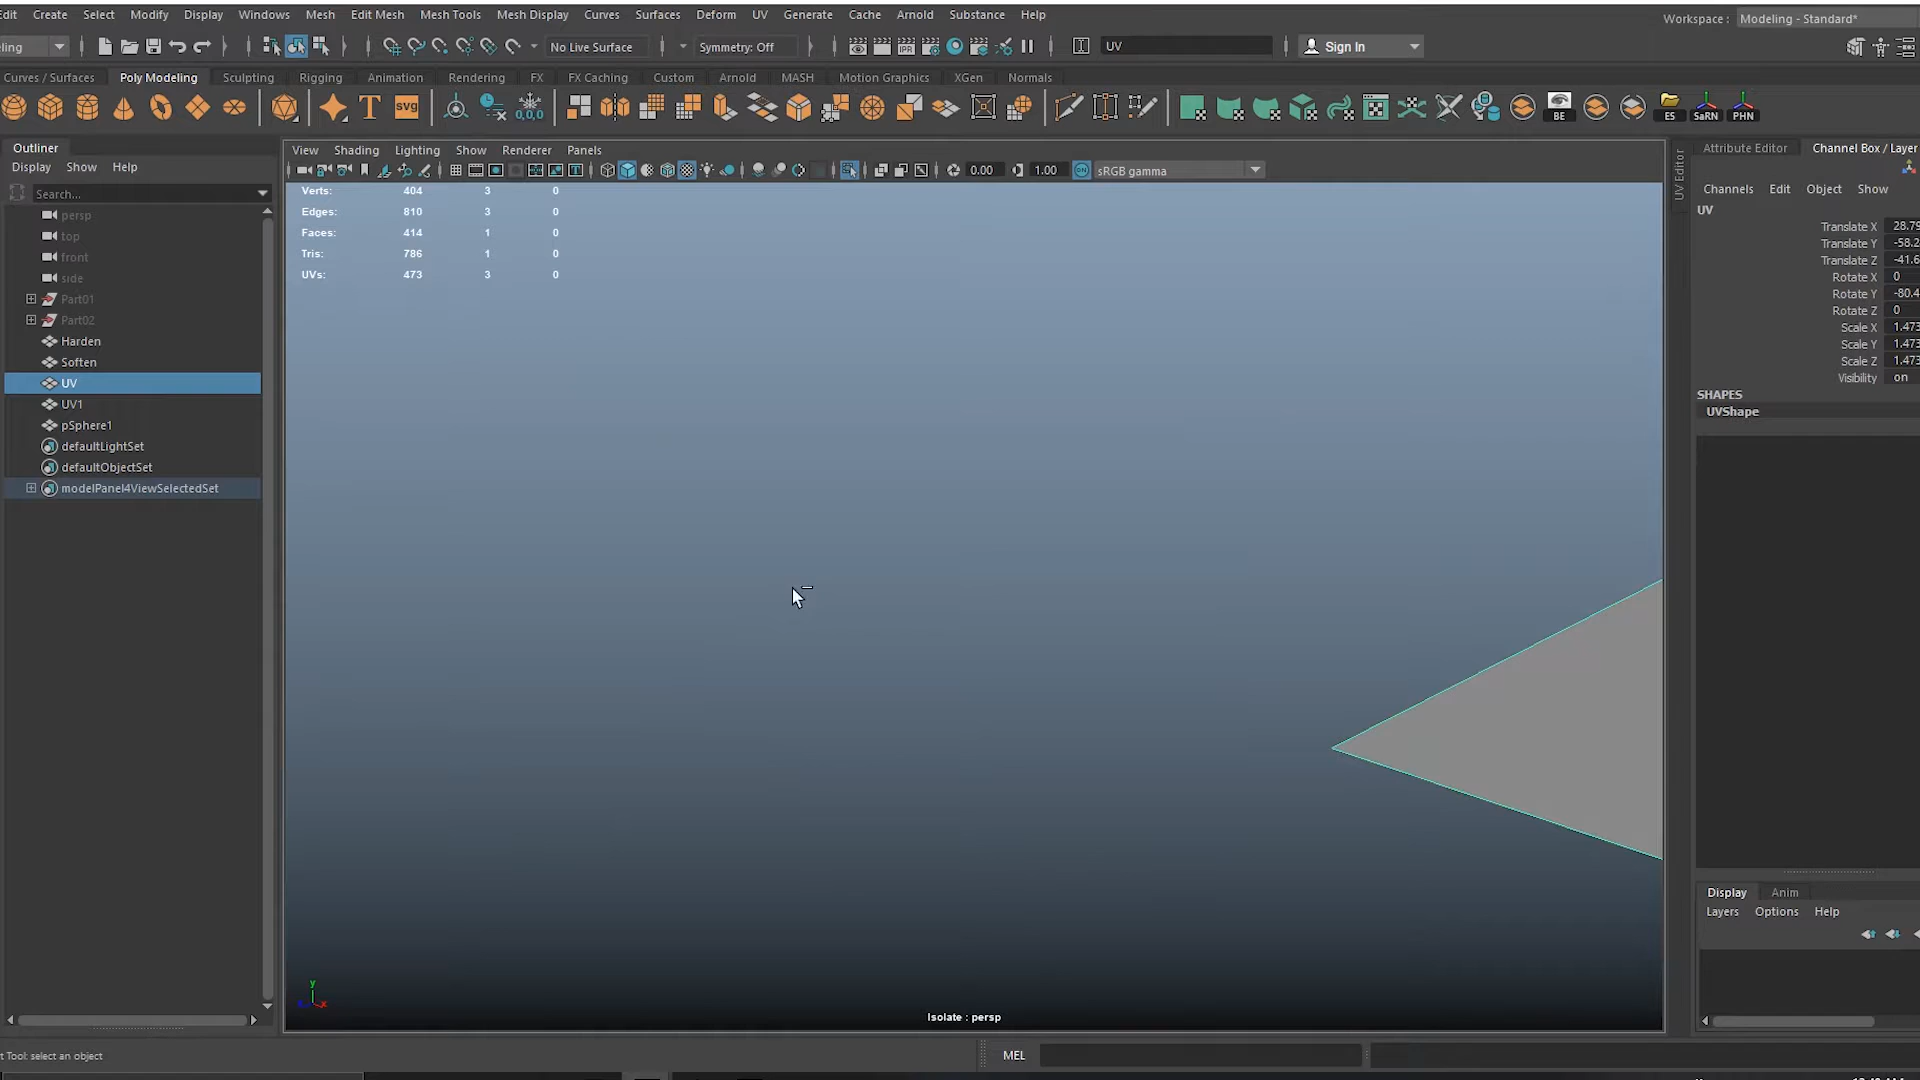 Edit Create Select Modify Display Windows Mesh Edit Mesh Mesh Tools Mesh Display Curves Surfaces Deform UV Generate Cache Arnold Substance Help
Workspace : Modeling - Standard*
ling No Live Surface Symmetry: Off IPR UV Sign In
Curves / Surfaces Poly Modeling Sculpting Rigging Animation Rendering FX FX Caching Custom Arnold MASH Motion Graphics XGen Normals
T svg 0,0,0 BE ES SaRN PHN
Outliner
Display Show Help
Search...
persp
top
front
side
Part01
Part02
Harden
Soften
UV
UV1
pSphere1
defaultLightSet
defaultObjectSet
modelPanel4ViewSelectedSet
View Shading Lighting Show Renderer Panels
0.00 1.00 ON sRGB gamma
Verts: 404 3 0
Edges: 810 3 0
Faces: 414 1 0
Tris: 786 1 0
UVs: 473 3 0
y
x
Isolate : persp
UV Editor
Attribute Editor Channel Box / Layer
Channels Edit Object Show
UV
Translate X 28.79
Translate Y -58.2
Translate Z -41.6
Rotate X 0
Rotate Y -80.4
Rotate Z 0
Scale X 1.473
Scale Y 1.473
Scale Z 1.473
Visibility on
SHAPES
UVShape
Display Anim
Layers Options Help
t Tool: select an object
MEL